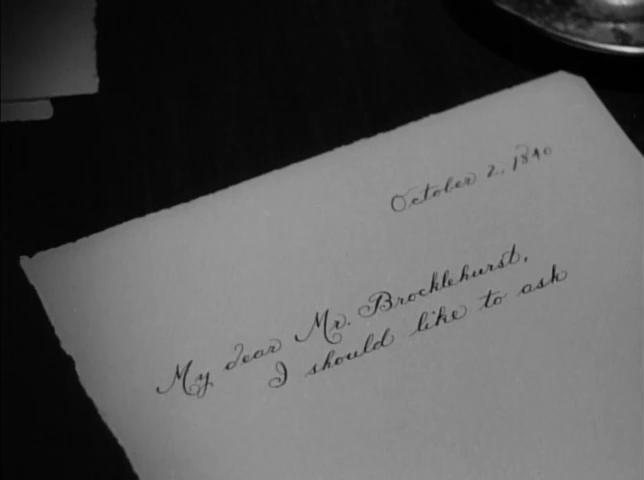 October 2, 1840
My dear Mr. Brocklehurst,
I should like to ask